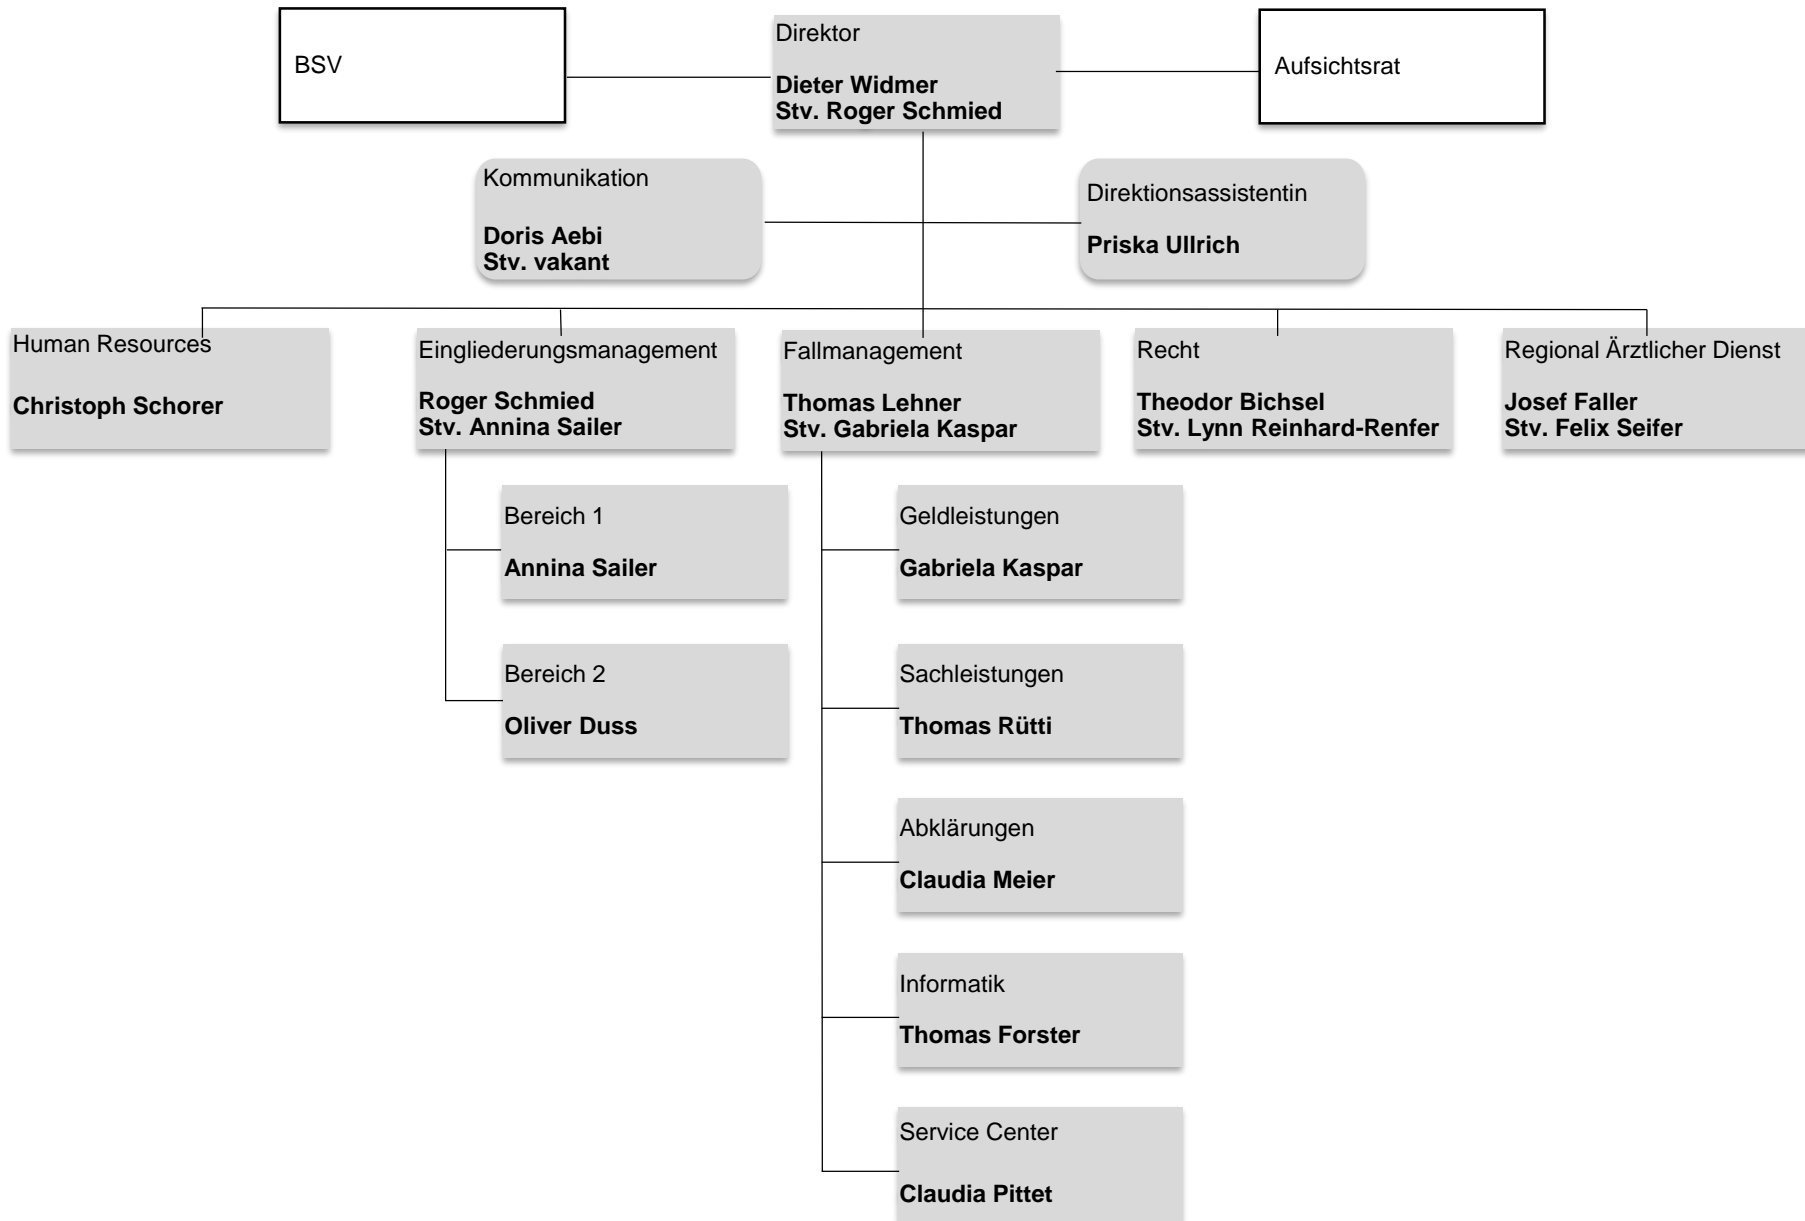 BSV
Direktor
Dieter Widmer
Stv. Roger Schmied
Aufsichtsrat
Kommunikation
Doris Aebi
Stv. vakant
Direktionsassistentin
Priska Ullrich
Human Resources
Christoph Schorer
Eingliederungsmanagement
Roger Schmied
Stv. Annina Sailer
Fallmanagement
Thomas Lehner
Stv. Gabriela Kaspar
Recht
Theodor Bichsel
Stv. Lynn Reinhard-Renfer
Regional Ärztlicher Dienst
Josef Faller
Stv. Felix Seifer
Bereich 1
Annina Sailer
Bereich 2
Oliver Duss
Geldleistungen
Gabriela Kaspar
Sachleistungen
Thomas Rütti
Abklärungen
Claudia Meier
Informatik
Thomas Forster
Service Center
Claudia Pittet